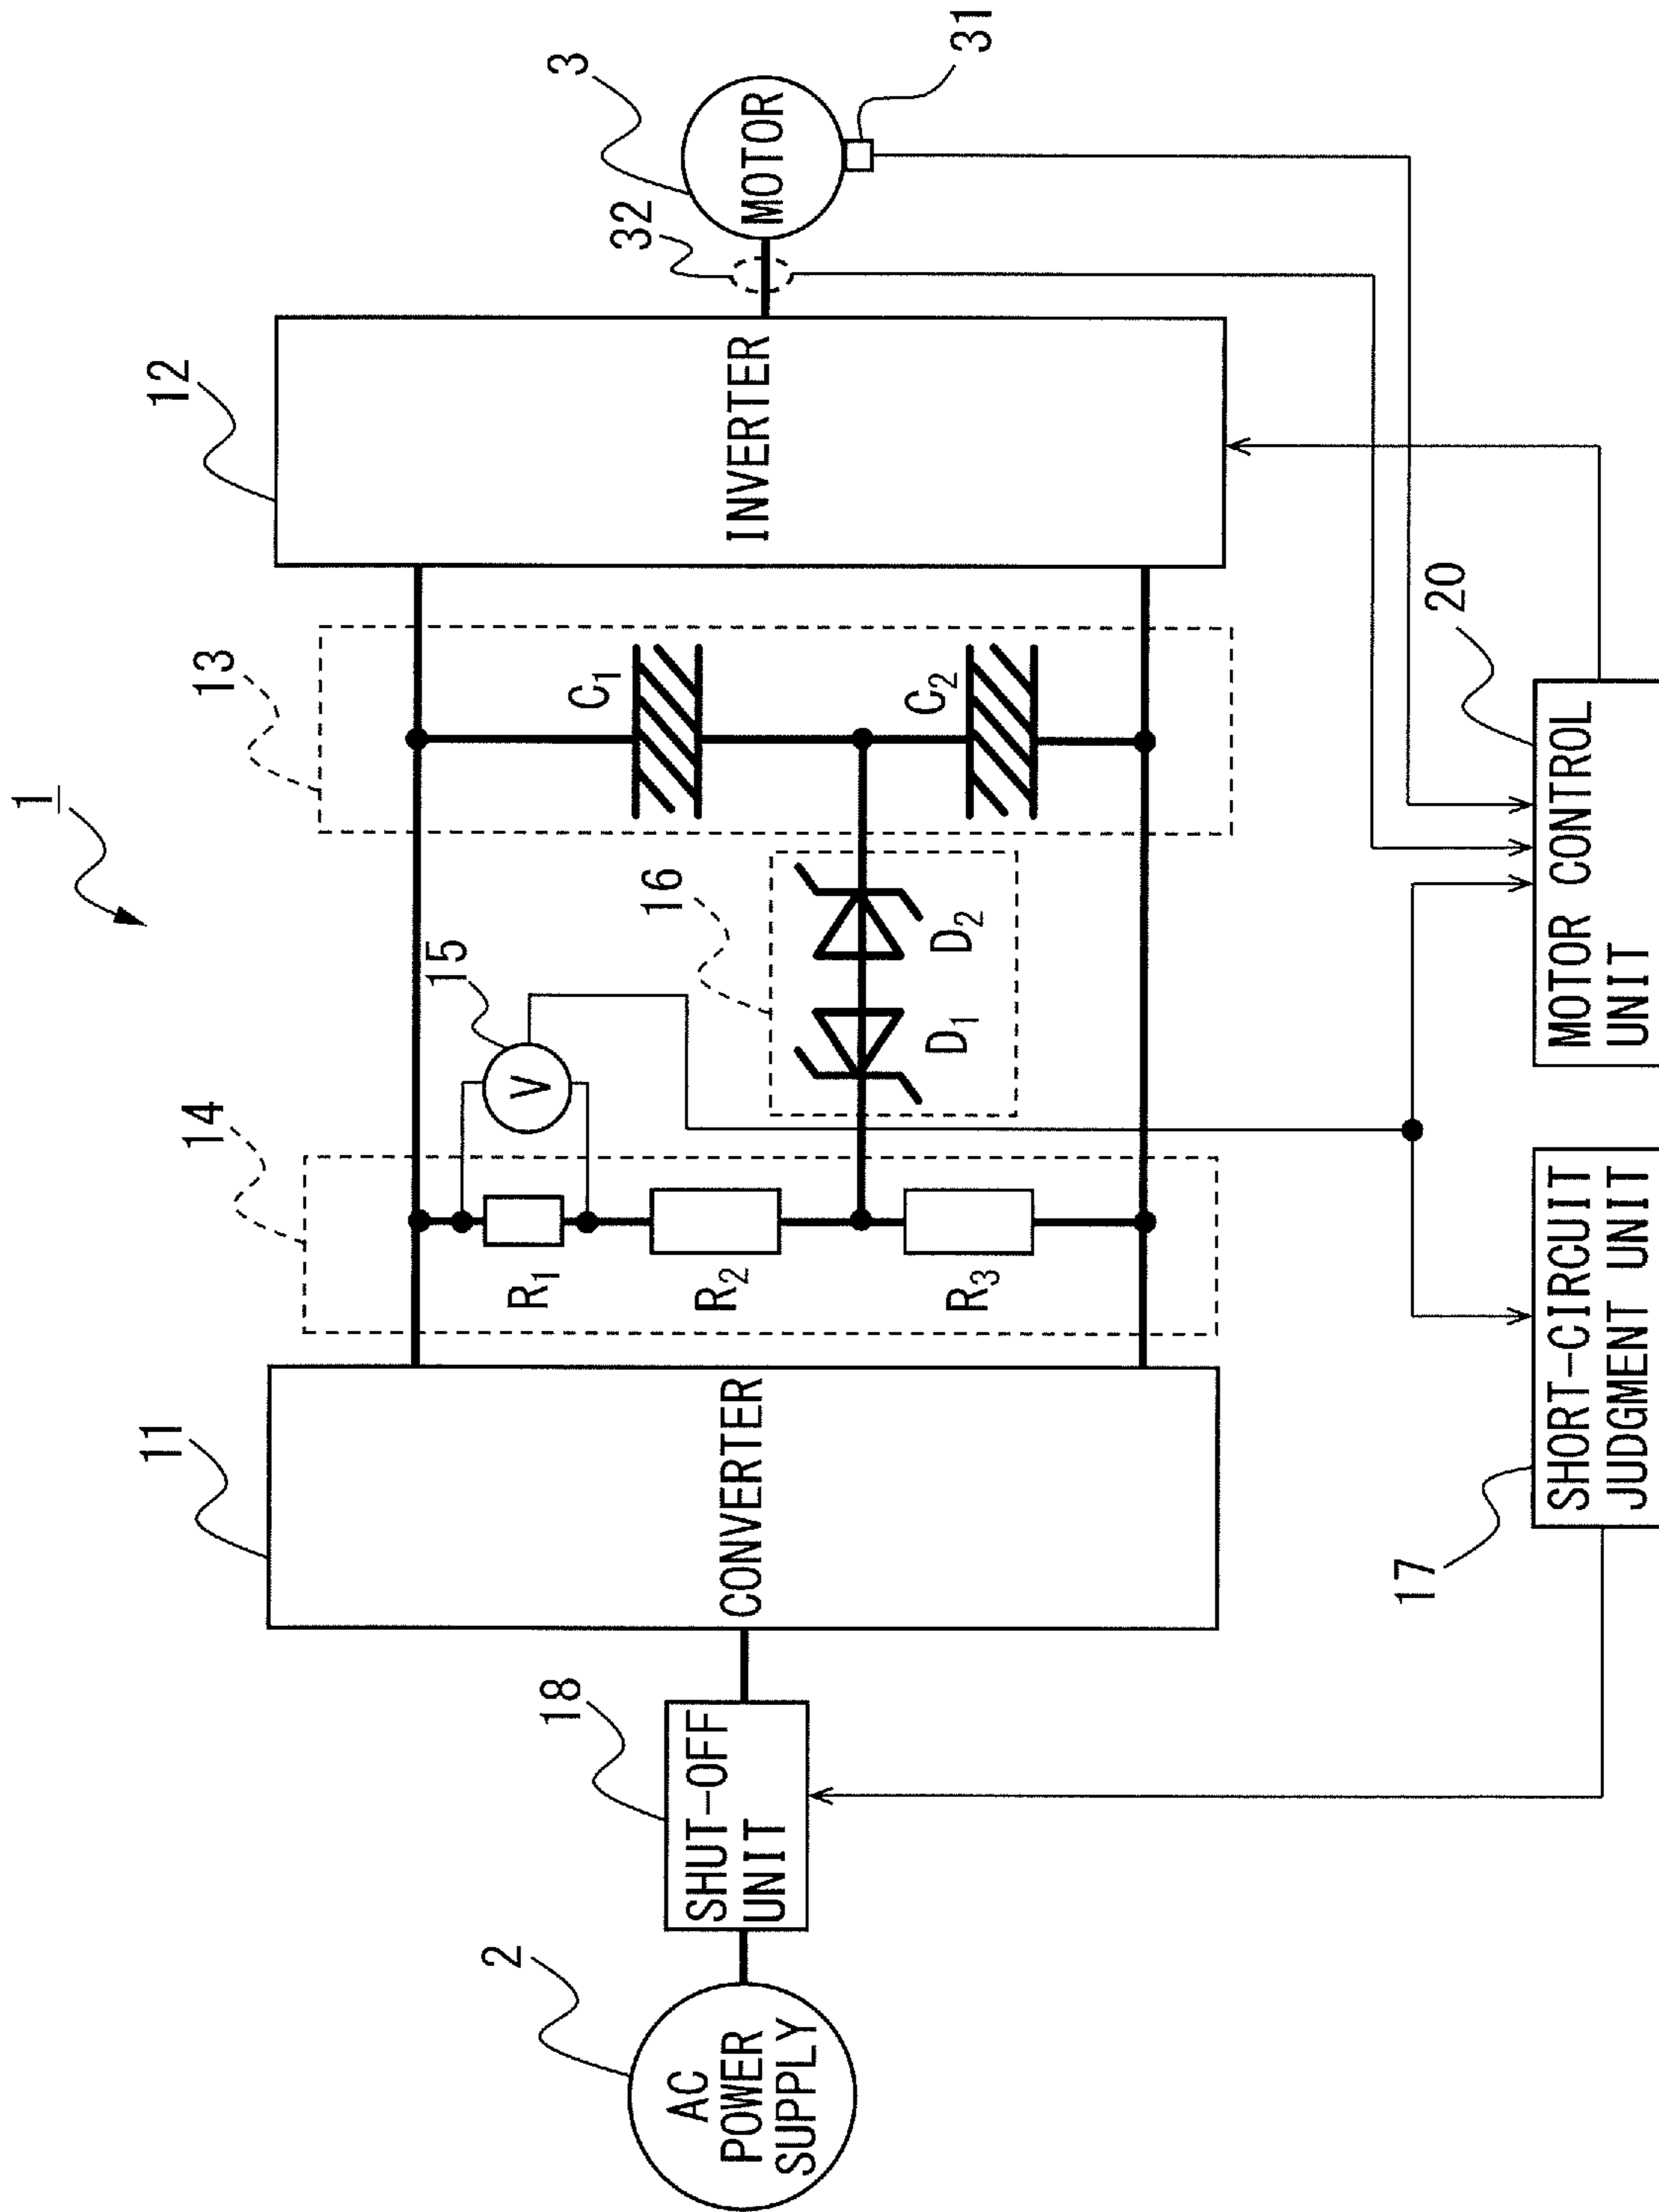 1
11
14
15
16
13
12
32
3
31
2
AC
POWER
SUPPLY
18
SHUT-OFF
UNIT
CONVERTER
R1
R2
R3
V
D1
D2
C1
C2
INVERTER
MOTOR
17
SHORT-CIRCUIT
JUDGMENT UNIT
20
MOTOR CONTROL
UNIT